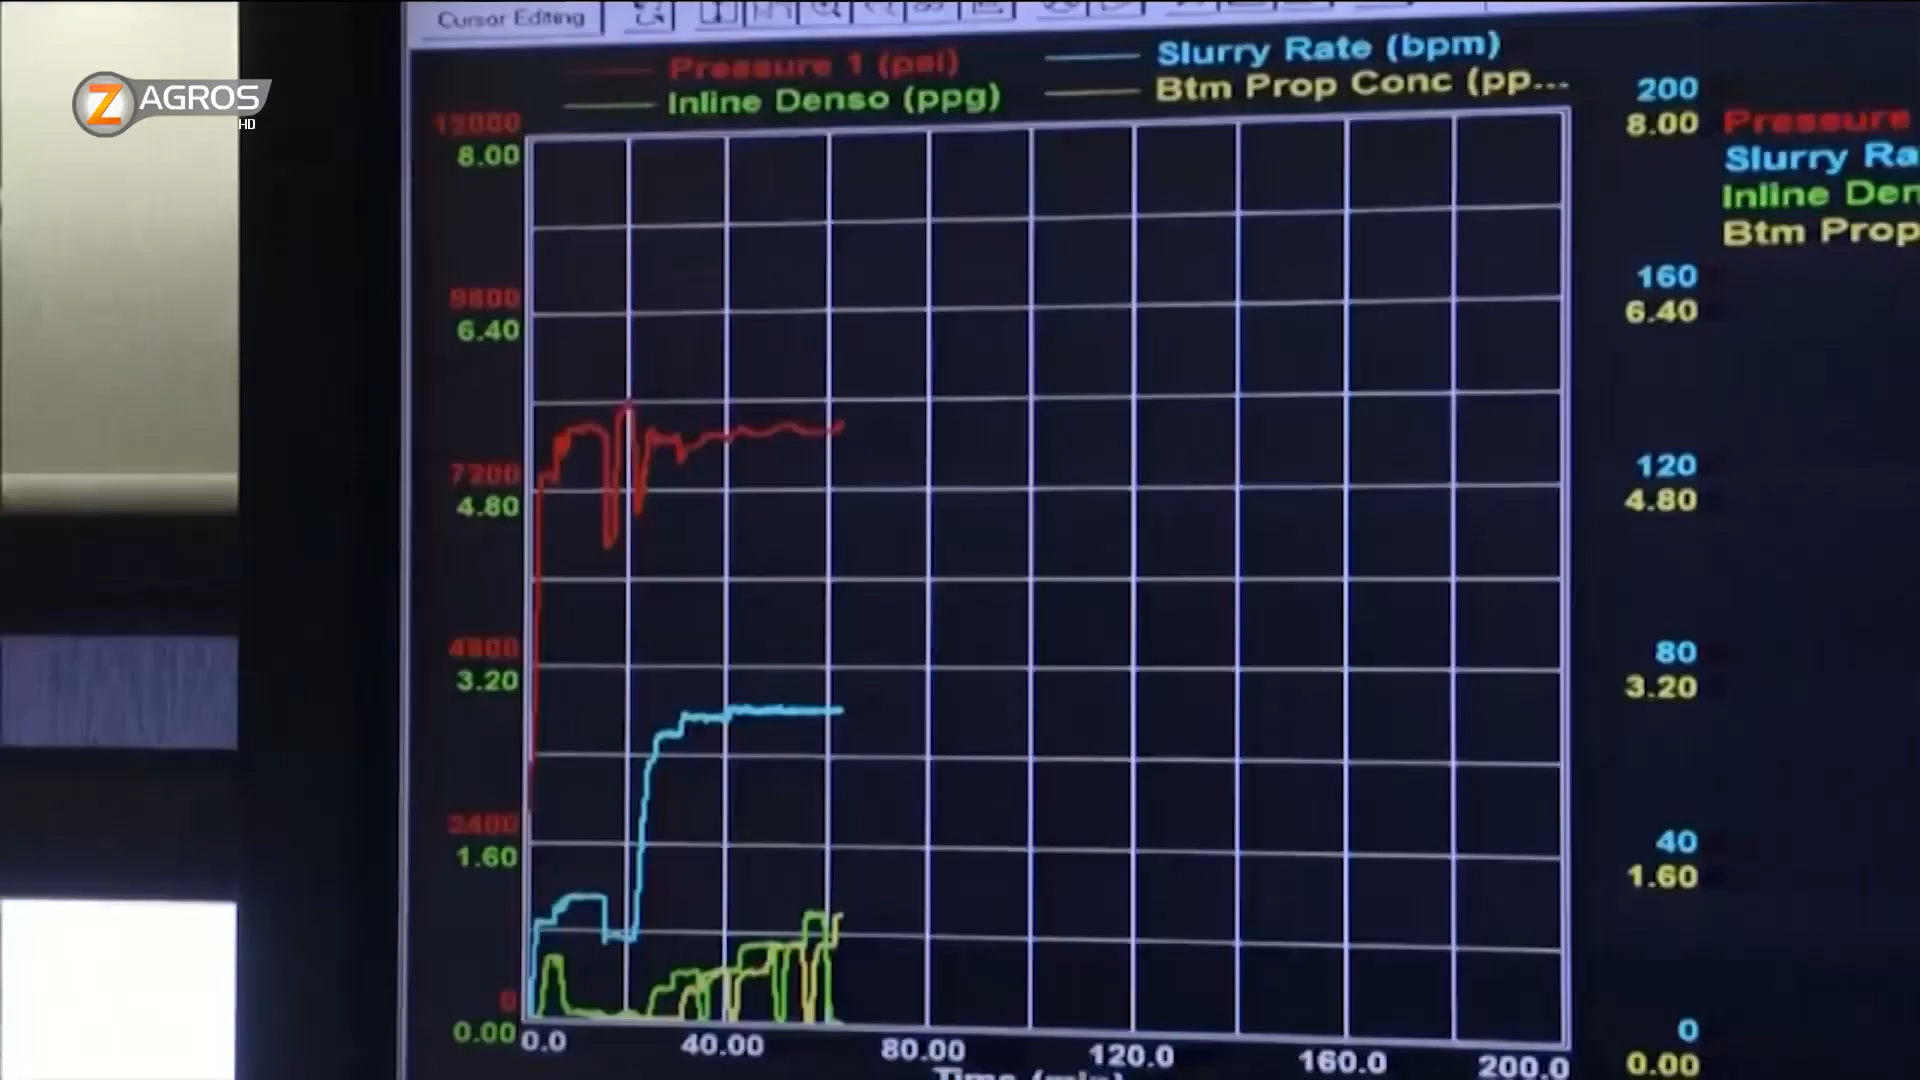 Cursor Editing
Z AGROS
HD
Pressure 1 (psi)
Slurry Rate (bpm)
Inline Denso (ppg)
Btm Prop Conc (pp...
12000
8.00
9600
6.40
7200
4.80
4800
3.20
2400
1.60
0
0.00
200
8.00
160
6.40
120
4.80
80
3.20
40
1.60
0
0.00
Pressure
Slurry Ra
Inline Den
Btm Prop
0.0
40.00
80.00
120.0
160.0
200.0
Time (min)